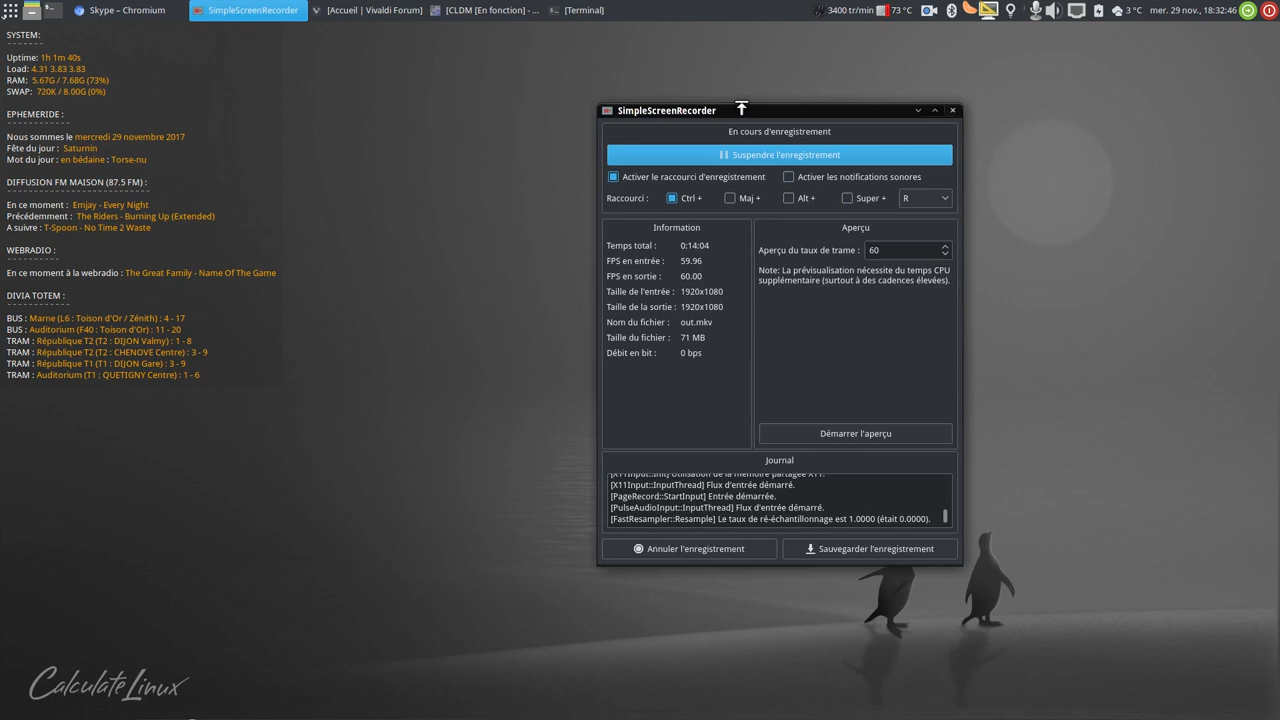 Skype – Chromium
SimpleScreenRecorder
[Accueil | Vivaldi Forum]
[CLDM [En fonction] - ...
[Terminal]
3400 tr/min
73 °C
3 °C
mer. 29 nov., 18:32:46
SYSTEM:
Uptime: 1h 1m 40s
Load: 4.31 3.83 3.83
RAM: 5.67G / 7.68G (73%)
SWAP: 720K / 8.00G (0%)
EPHEMERIDE :
Nous sommes le mercredi 29 novembre 2017
Fête du jour : Saturnin
Mot du jour : en bédaine : Torse-nu
DIFFUSION FM MAISON (87.5 FM) :
En ce moment : Emjay - Every Night
Précédemment : The Riders - Burning Up (Extended)
A suivre : T-Spoon - No Time 2 Waste
WEBRADIO :
En ce moment à la webradio : The Great Family - Name Of The Game
DIVIA TOTEM :
BUS : Marne (L6 : Toison d'Or / Zénith) : 4 - 17
BUS : Auditorium (F40 : Toison d'Or) : 11 - 20
TRAM : République T2 (T2 : DIJON Valmy) : 1 - 8
TRAM : République T2 (T2 : CHENOVE Centre) : 3 - 9
TRAM : République T1 (T1 : DIJON Gare) : 3 - 9
TRAM : Auditorium (T1 : QUETIGNY Centre) : 1 - 6
SimpleScreenRecorder
En cours d'enregistrement
Suspendre l'enregistrement
Activer le raccourci d'enregistrement
Activer les notifications sonores
Raccourci : Ctrl + Maj + Alt + Super + R
Information
Temps total : 0:14:04
FPS en entrée : 59.96
FPS en sortie : 60.00
Taille de l'entrée : 1920x1080
Taille de la sortie : 1920x1080
Nom du fichier : out.mkv
Taille du fichier : 71 MB
Débit en bit : 0 bps
Aperçu
Aperçu du taux de trame : 60
Note: La prévisualisation nécessite du temps CPU
supplémentaire (surtout à des cadences élevées).
Démarrer l'aperçu
Journal
[X11Input::Init] Utilisation de la mémoire partagée X11.
[X11Input::InputThread] Flux d'entrée démarré.
[PageRecord::StartInput] Entrée démarrée.
[PulseAudioInput::InputThread] Flux d'entrée démarré.
[FastResampler::Resample] Le taux de ré-échantillonnage est 1.0000 (était 0.0000).
Annuler l'enregistrement
Sauvegarder l'enregistrement
Calculate Linux